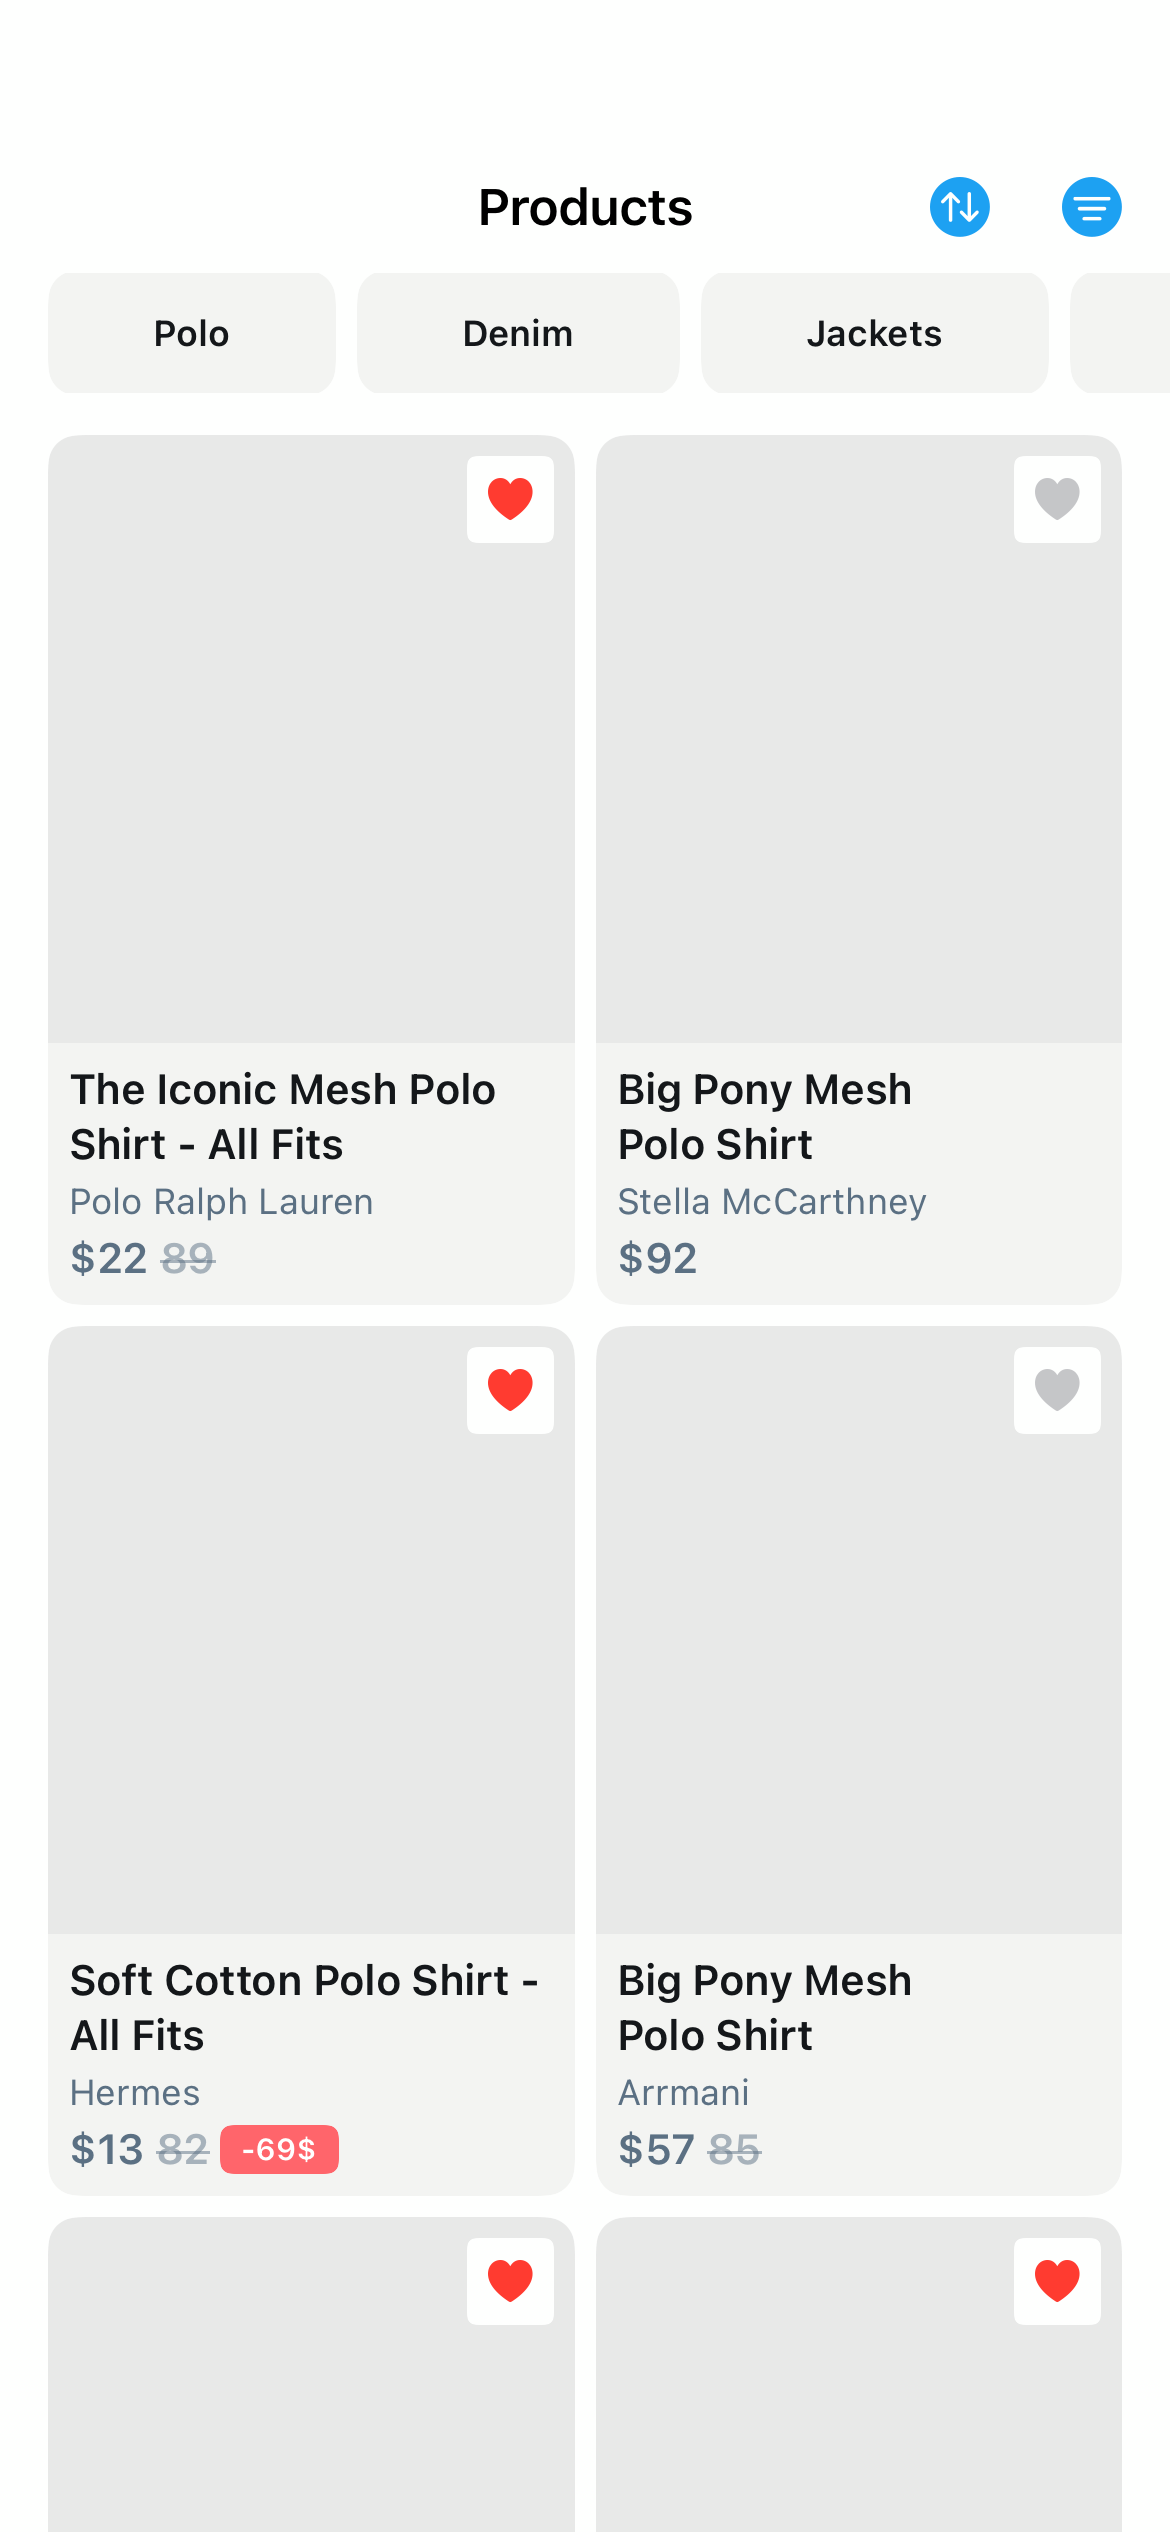 Products
Polo
Denim
Jackets
The Iconic Mesh Polo
Shirt - All Fits
Polo Ralph Lauren
$22 89
Big Pony Mesh
Polo Shirt
Stella McCarthney
$92
Soft Cotton Polo Shirt -
All Fits
Hermes
$13 82 -69$
Big Pony Mesh
Polo Shirt
Arrmani
$57 85